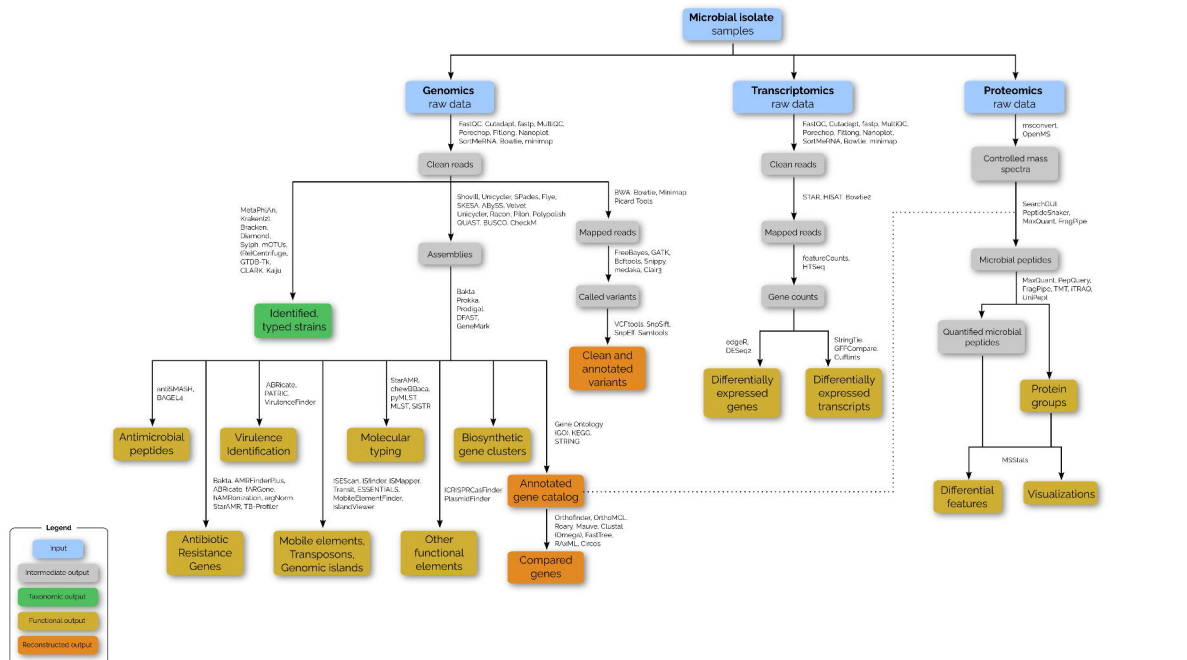 Microbial isolate
samples
Genomics
raw data
Transcriptomics
raw data
Proteomics
raw data
FastQC, Cutadapt, fastp, MultiQC,
Porechop, Fitlong, Nanoplot,
SortMeRNA, Bowtie, minimap
FastQC, Cutadapt, fastp, MultiQC,
Porechop, Fitlong, Nanoplot,
SortMeRNA, Bowtie, minimap
msconvert,
OpenMS
Clean reads
Clean reads
Controlled mass
spectra
MetaPhlAn,
Kraken(2),
Bracken,
Diamond,
Sylph, mOTUs,
(Rel)Centrifuge,
GTDB-Tk,
CLARK, Kaiju
Shovill, Unicycler, SPades, Flye,
SKESA, ABySS, Velvet
Unicycler, Racon, Pilon, Polypolish
QUAST, BUSCO, CheckM
BWA, Bowtie, Minimap
Picard Tools
STAR, HISAT, Bowtie2
SearchGUI,
PeptideShaker,
MaxQuant, FragPipe
Assemblies
Mapped reads
Mapped reads
Microbial peptides
FreeBayes, GATK,
Bcftools, Snippy,
medaka, Clair3
featureCounts,
HTSeq
MaxQuant, PepQuery,
FragPipe, TMT, iTRAQ,
UniPept
Bakta
Prokka,
Prodigal,
DFAST,
GeneMark
Called variants
Gene counts
Identified,
typed strains
VCFtools, SnpSift,
SnpEff, Samtools
edgeR,
DESeq2
StringTie,
GFFCompare,
Cufflinks
Quantified microbial
peptides
Clean and
annotated
variants
Differentially
expressed
genes
Differentially
expressed
transcripts
Protein
groups
antiSMASH,
BAGEL4
ABRicate,
PATRIC,
VirulenceFinder
StarAMR,
chewBBaca,
pyMLST,
MLST, SISTR
Gene Ontology
(GO), KEGG,
STRING
Antimicrobial
peptides
Virulence
Identification
Molecular
typing
Biosynthetic
gene clusters
MSStats
Bakta, AMRFinderPlus,
ABRicate, fARGene,
hAMRonization, argNorm,
StarAMR, TB-Profiler
ISEScan, ISfinder, ISMapper,
Transit, ESSENTIALS,
MobileElementFinder,
IslandViewer
ICRISPRCasFinder
PlasmidFinder
Annotated
gene catalog
Differential
features
Visualizations
Orthofinder, OrthoMCL,
Roary, Mauve, Clustal
(Omega), FastTree,
RAxML, Circos
Antibiotic
Resistance
Genes
Mobile elements,
Transposons,
Genomic islands
Other
functional
elements
Compared
genes
Legend
Input
Intermediate output
Taxonomic output
Functional output
Reconstructed output